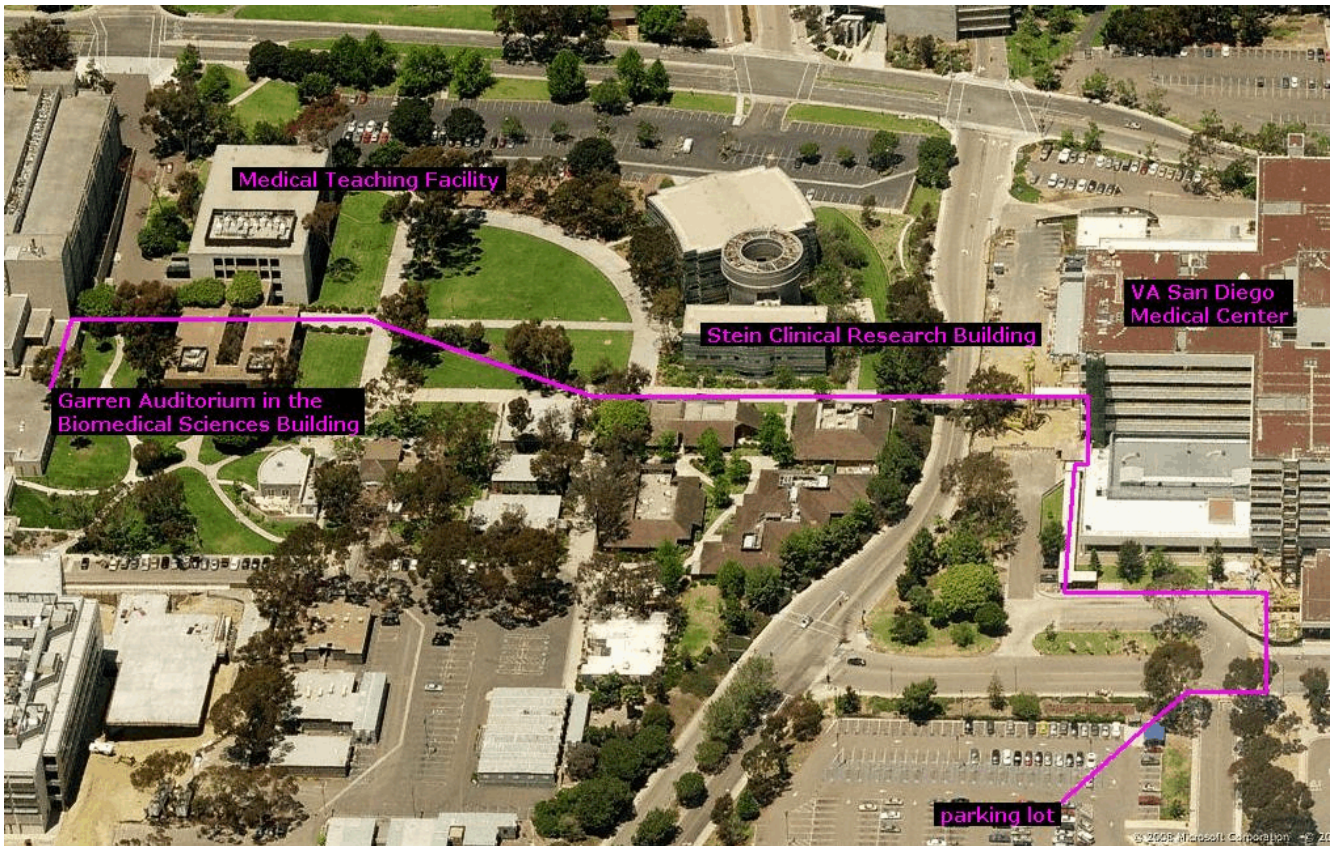 Medical Teaching Facility
VA San Diego
Medical Center
Stein Clinical Research Building
Garren Auditorium in the
Biomedical Sciences Building
parking lot
© 2008 Microsoft Corporation